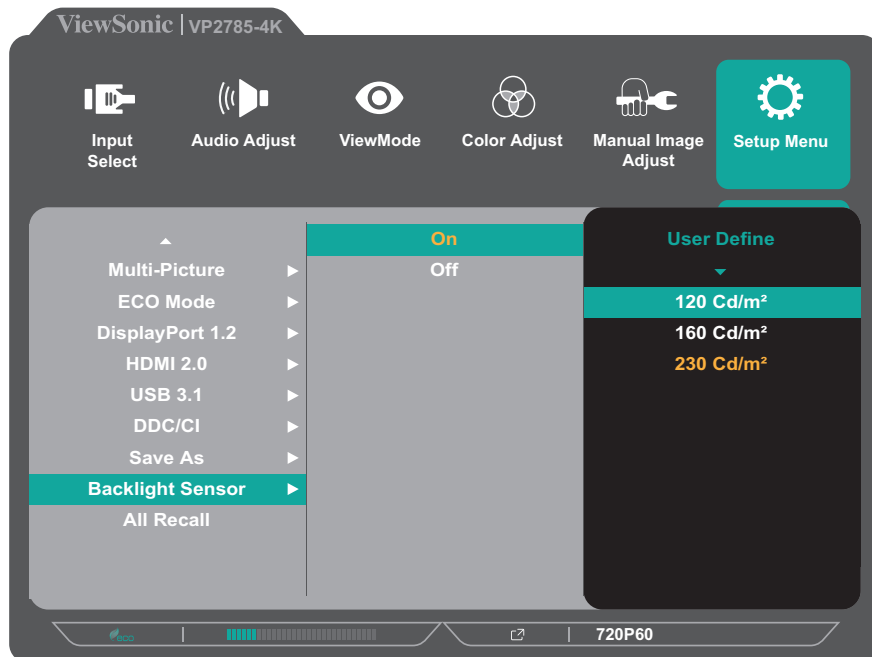 ViewSonic | VP2785-4K
Input
Select
Audio Adjust
ViewMode
Color Adjust
Manual Image
Adjust
Setup Menu
Multi-Picture
ECO Mode
DisplayPort 1.2
HDMI 2.0
USB 3.1
DDC/CI
Save As
Backlight Sensor
All Recall
On
Off
User Define
120 Cd/m²
160 Cd/m²
230 Cd/m²
eco
720P60